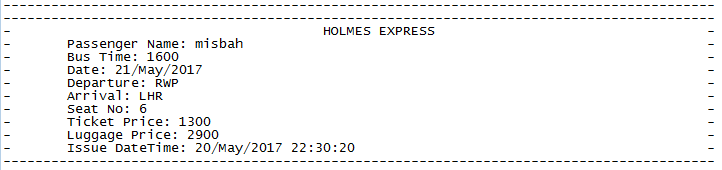 HOLMES EXPRESS
Passenger Name: misbah
Bus Time: 1600
Date: 21/May/2017
Departure: RWP
Arrival: LHR
Seat No: 6
Ticket Price: 1300
Luggage Price: 2900
Issue DateTime: 20/May/2017 22:30:20